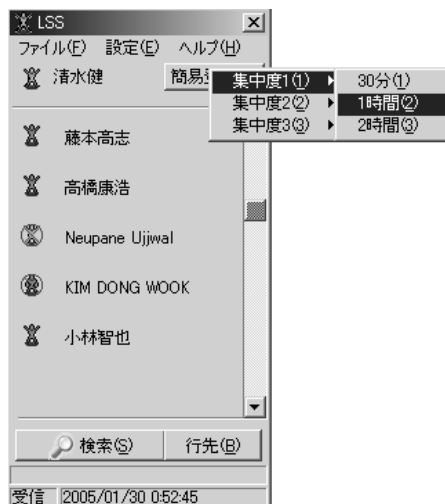 LSS
ファイル(F) 設定(E) ヘルプ(H)
清水健 簡易
集中度1(1) 30分(1)
集中度2(2) 1時間(2)
集中度3(3) 2時間(3)
藤本高志
高橋康浩
Neupane Ujjwal
KIM DONG WOOK
小林智也
検索(S) 行先(B)
受信 2005/01/30 0:52:45